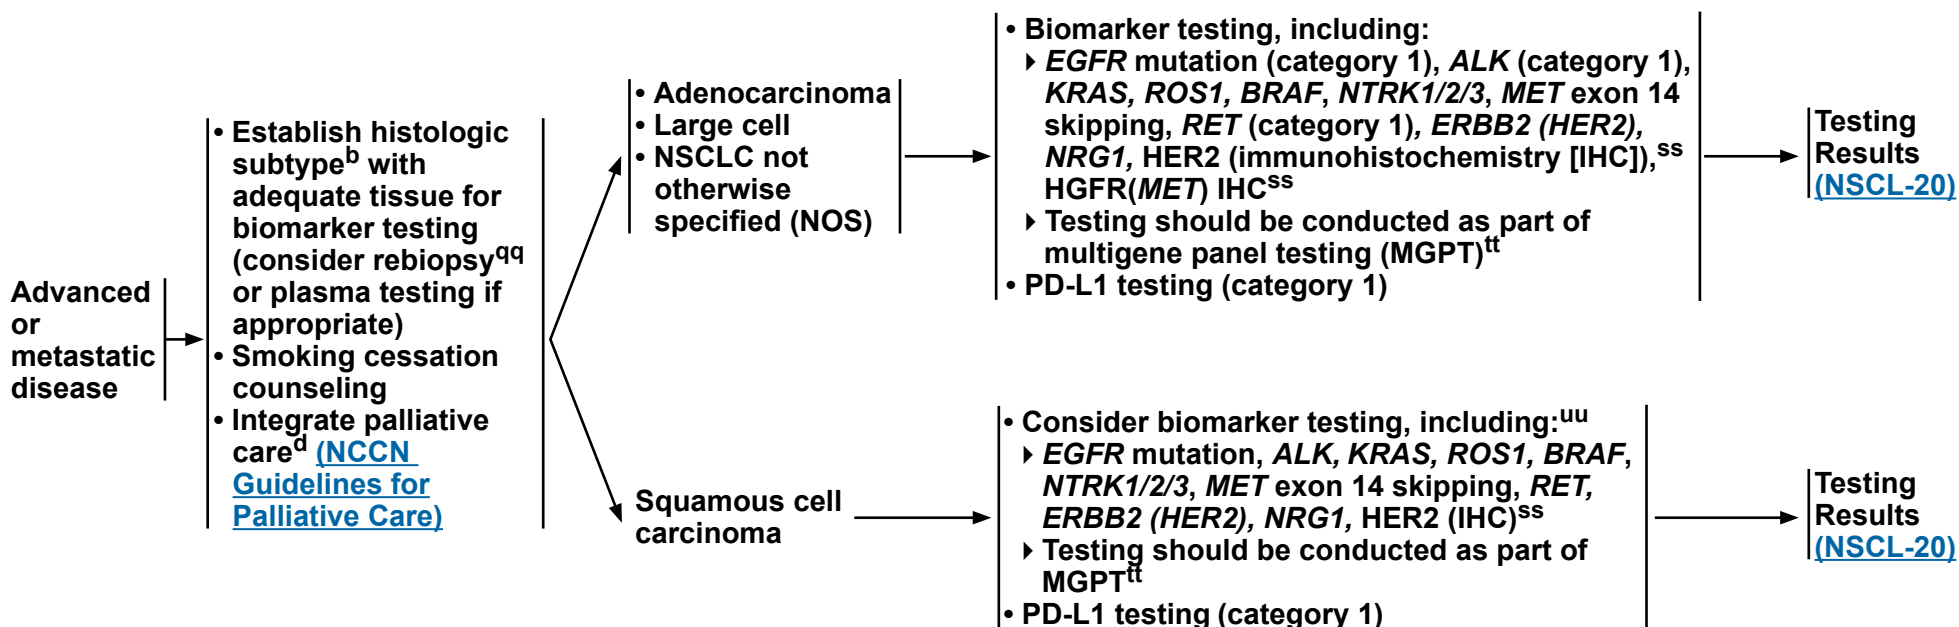 Advanced
or
metastatic
disease
• Establish histologic
subtypeb with
adequate tissue for
biomarker testing
(consider rebiopsyqq
or plasma testing if
appropriate)
• Smoking cessation
counseling
• Integrate palliative
cared (NCCN
Guidelines for
Palliative Care)
• Adenocarcinoma
• Large cell
• NSCLC not
otherwise
specified (NOS)
• Biomarker testing, including:
▸ EGFR mutation (category 1), ALK (category 1),
KRAS, ROS1, BRAF, NTRK1/2/3, MET exon 14
skipping, RET (category 1), ERBB2 (HER2),
NRG1, HER2 (immunohistochemistry [IHC]),ss
HGFR(MET) IHCss
▸ Testing should be conducted as part of
multigene panel testing (MGPT)tt
• PD-L1 testing (category 1)
Testing
Results
(NSCL-20)
Squamous cell
carcinoma
• Consider biomarker testing, including:uu
▸ EGFR mutation, ALK, KRAS, ROS1, BRAF,
NTRK1/2/3, MET exon 14 skipping, RET,
ERBB2 (HER2), NRG1, HER2 (IHC)ss
▸ Testing should be conducted as part of
MGPTtt
• PD-L1 testing (category 1)
Testing
Results
(NSCL-20)